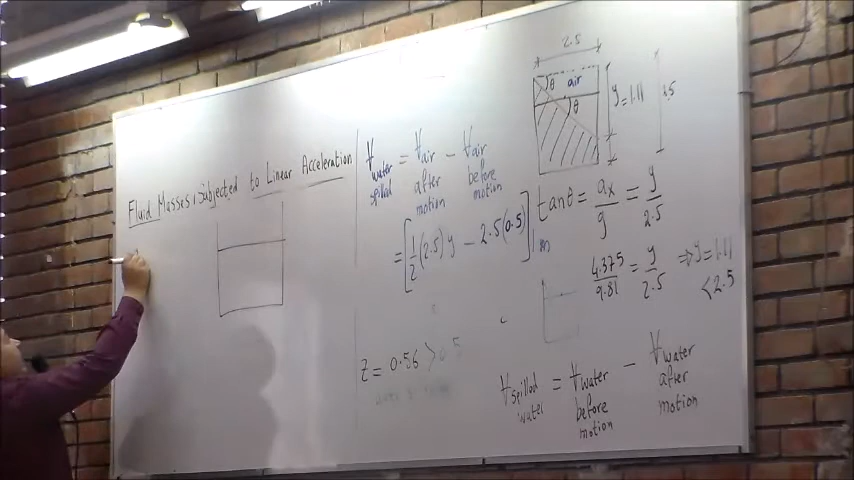 Fluid Masses Subjected to Linear Acceleration
V water spilled = V air after motion - V air before motion
= [ 1/2 (2.5) y - 2.5 (0.5) ] 1m
Z = 0.56 > 0.5
2.5
θ air
θ
y = 1.11
tan θ = ax/g = y/2.5
4.375/9.81 = y/2.5 ⇒ y = 1.11
< 2.5
V spilled water = V water before motion - V water after motion